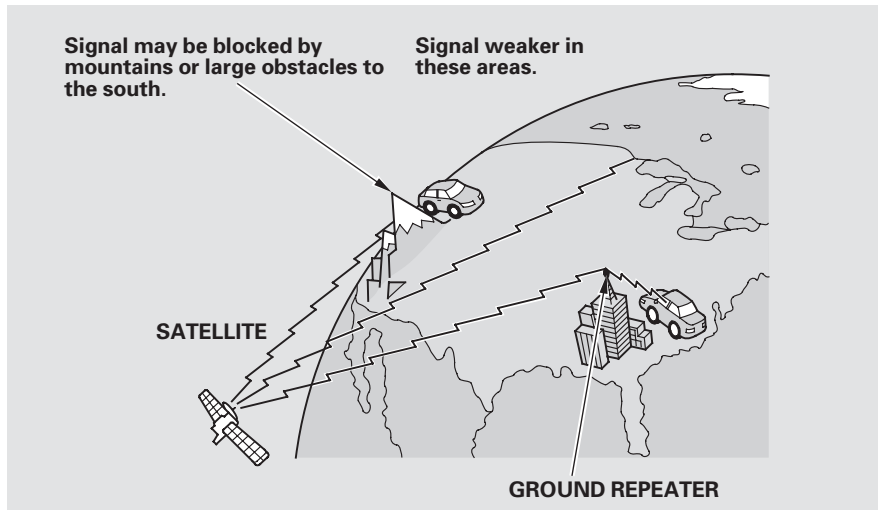 Signal may be blocked by
mountains or large obstacles to
the south.
Signal weaker in
these areas.
SATELLITE
GROUND REPEATER